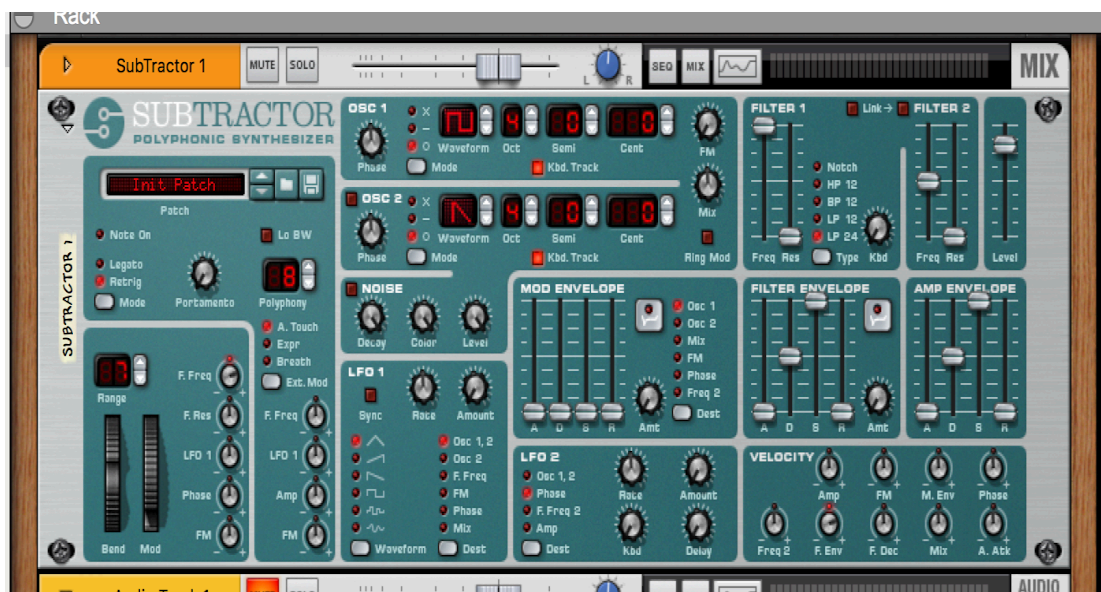 Rack
SubTractor 1
MUTE
SOLO
L
R
SEQ
MIX
MIX
SUBTRACTOR
POLYPHONIC SYNTHESIZER
SUBTRACTOR 1
Init Patch
Patch
Note On
Lo BW
Legato
Retrig
Mode
Portamento
8
Polyphony
7
Range
Bend
Mod
F. Freq
F. Res
LFO 1
Phase
FM
A. Touch
Expr
Breath
Ext. Mod
F. Freq
LFO 1
Amp
FM
OSC 1
X
–
O
4
0
0
Phase
Mode
Waveform
Oct
Semi
Cent
Kbd. Track
FM
OSC 2
X
–
O
4
0
0
Phase
Mode
Waveform
Oct
Semi
Cent
Kbd. Track
Mix
Ring Mod
NOISE
Decay
Color
Level
LFO 1
Sync
Rate
Amount
Osc 1, 2
Osc 2
F. Freq
FM
Phase
Mix
Waveform
Dest
MOD ENVELOPE
Osc 1
Osc 2
Mix
FM
Phase
Freq 2
Dest
A D S R
Amt
LFO 2
Osc 1, 2
Phase
F. Freq 2
Amp
Dest
Rate
Amount
Kbd
Delay
FILTER 1
Link →
FILTER 2
Notch
HP 12
BP 12
LP 12
LP 24
Freq Res
Type
Kbd
Freq Res
Level
FILTER ENVELOPE
A D S R
Amt
AMP ENVELOPE
A D S R
VELOCITY
Amp
FM
M. Env
Phase
Freq 2
F. Env
F. Dec
Mix
A. Atk
AUDIO